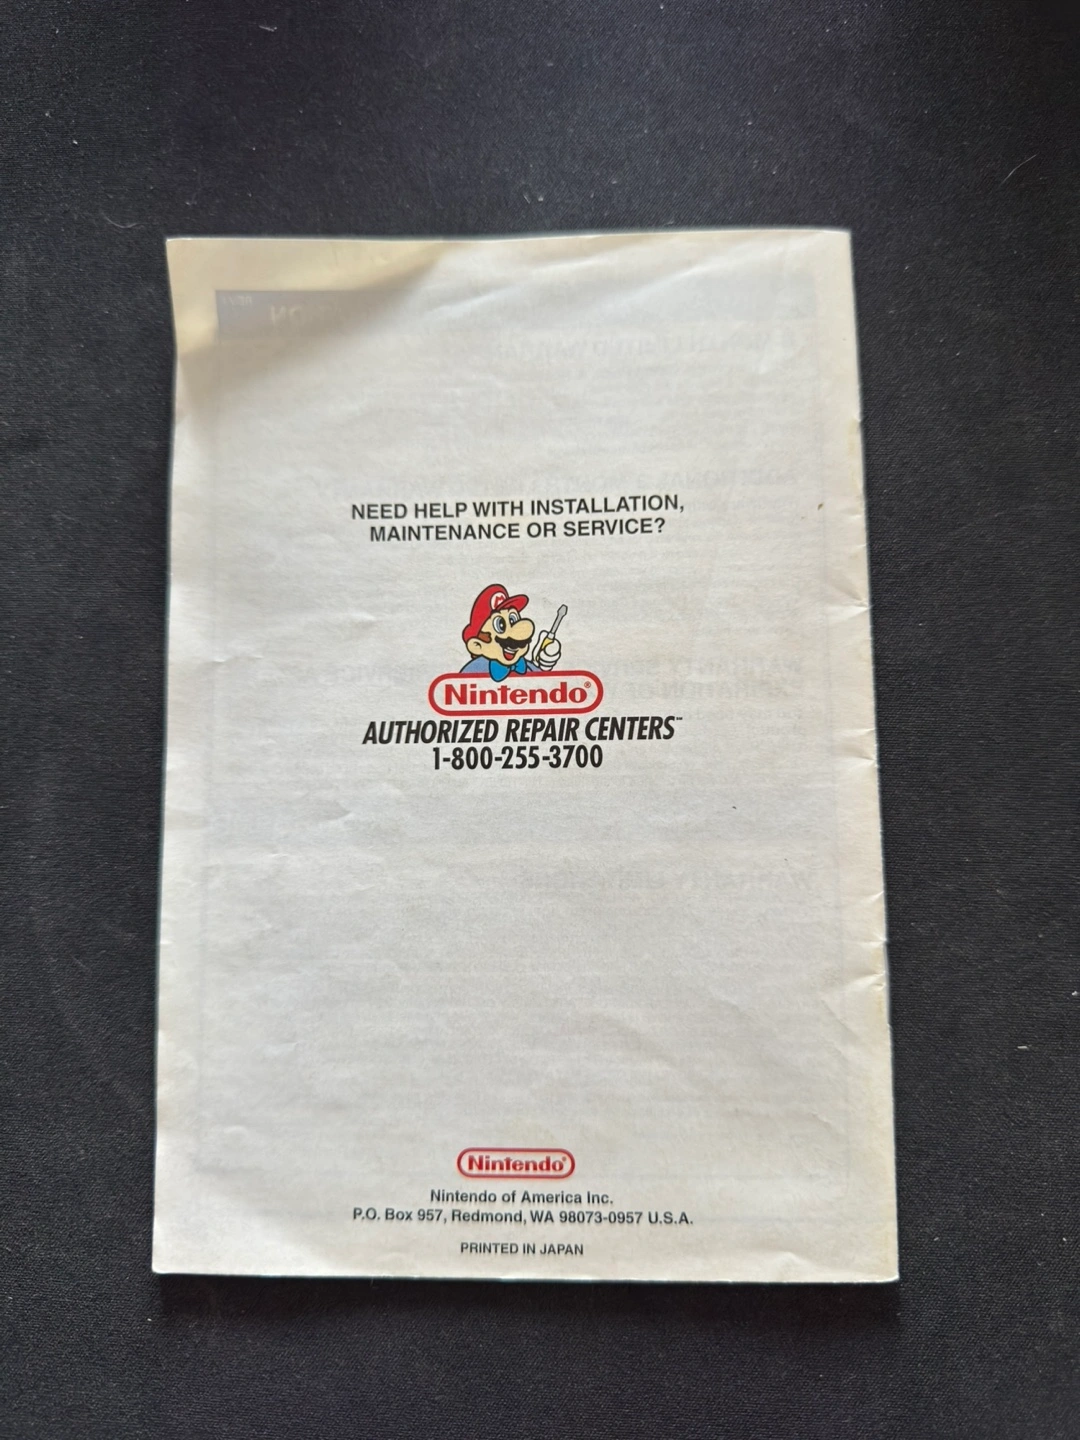 NEED HELP WITH INSTALLATION,
MAINTENANCE OR SERVICE?
M
Nintendo®
AUTHORIZED REPAIR CENTERS™
1-800-255-3700
Nintendo®
Nintendo of America Inc.
P.O. Box 957, Redmond, WA 98073-0957 U.S.A.
PRINTED IN JAPAN